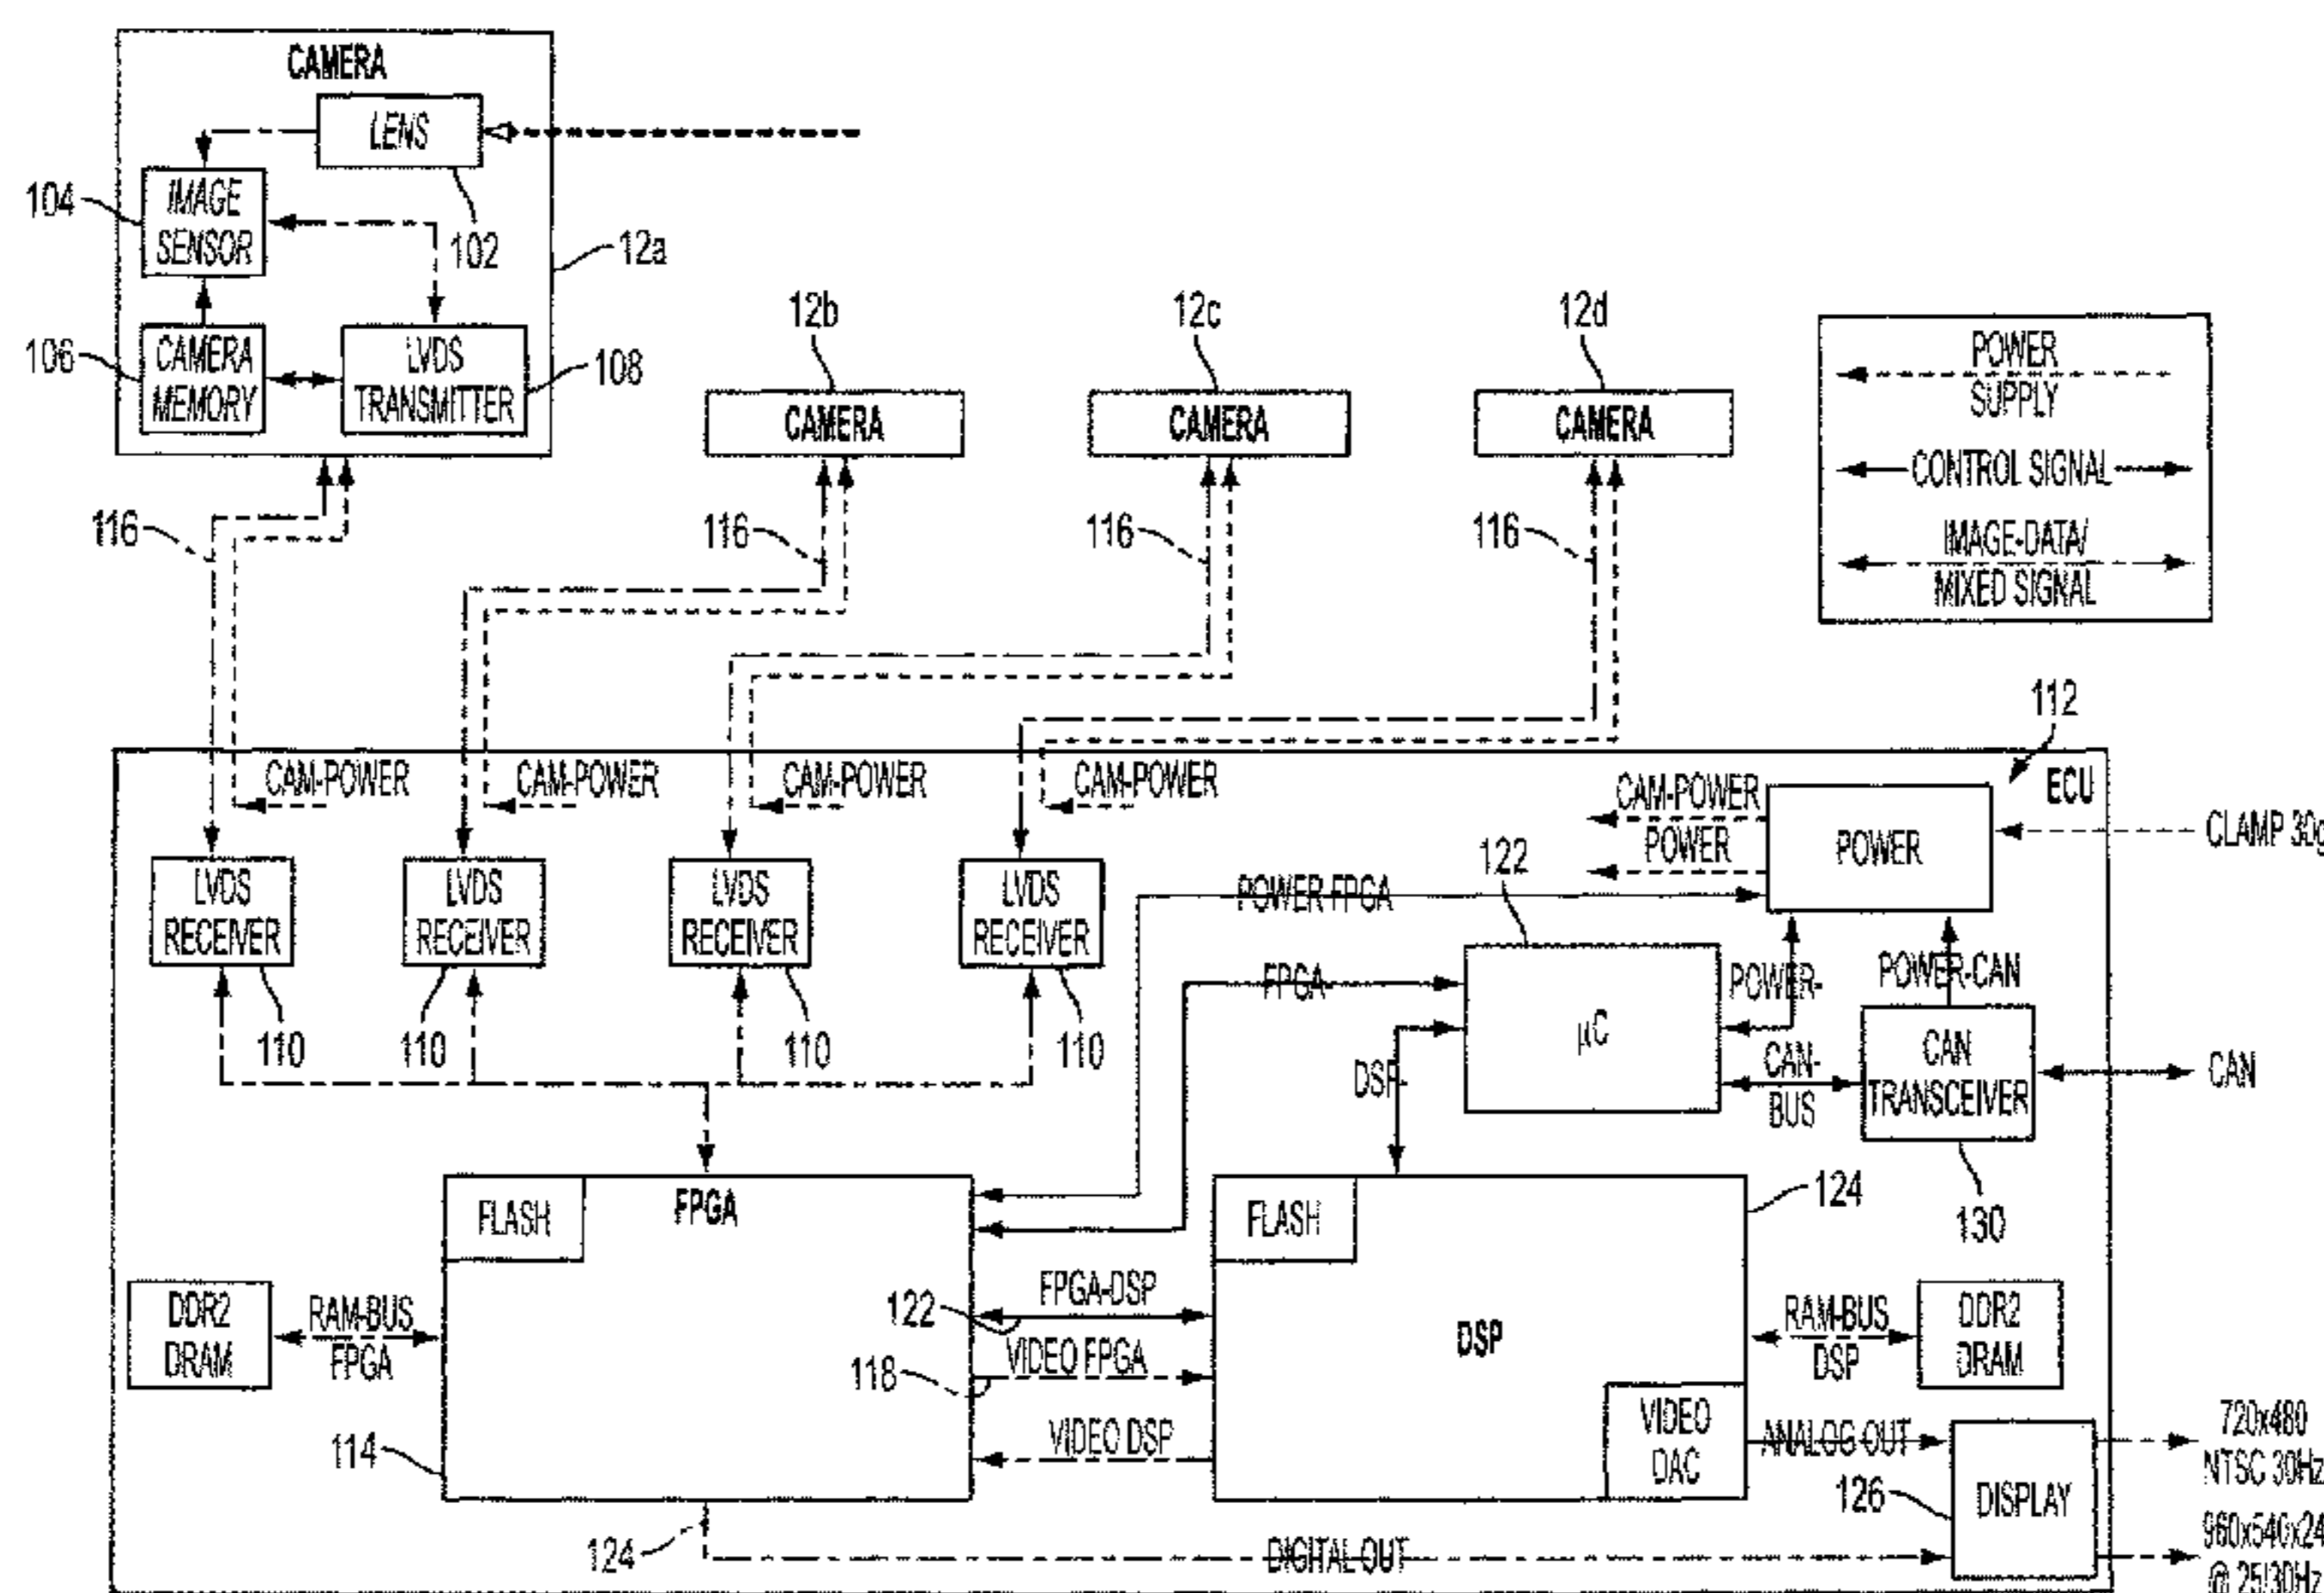 CAMERA
LENS
104
IMAGE
SENSOR
102
12a
106
CAMERA
MEMORY
LVDS
TRANSMITTER
108
12b
12c
12d
CAMERA
CAMERA
CAMERA
POWER
SUPPLY
CONTROL SIGNAL
IMAGE-DATA/
MIXED SIGNAL
116
116
116
116
112
ECU
CAM-POWER
CAM-POWER
CAM-POWER
CAM-POWER
CAM-POWER
POWER
POWER
CLAMP 30g
LVDS
RECEIVER
LVDS
RECEIVER
LVDS
RECEIVER
LVDS
RECEIVER
110
110
110
110
POWER FPGA
122
FPGA-
µC
DSP-
POWER-
POWER-CAN
CAN-
BUS
CAN
TRANSCEIVER
CAN
130
FLASH
FPGA
FLASH
DSP
124
DDR2
DRAM
RAM-BUS
FPGA
114
122
FPGA-DSP
118
VIDEO FPGA
VIDEO DSP
RAM-BUS
DSP
DDR2
DRAM
VIDEO
DAC
ANALOG OUT
DISPLAY
126
720x480
NTSC 30Hz
960x540x24
@ 25/30Hz
124
DIGITAL OUT